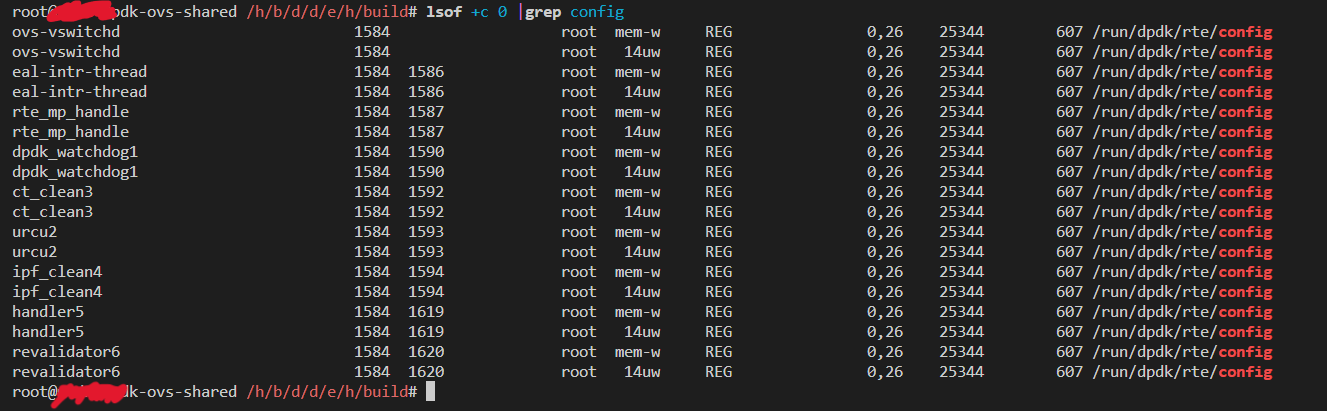 root@ pdk-ovs-shared /h/b/d/d/e/h/build# lsof +c 0 |grep config
ovs-vswitchd 1584 root mem-w REG 0,26 25344 607 /run/dpdk/rte/config
ovs-vswitchd 1584 root 14uw REG 0,26 25344 607 /run/dpdk/rte/config
eal-intr-thread 1584 1586 root mem-w REG 0,26 25344 607 /run/dpdk/rte/config
eal-intr-thread 1584 1586 root 14uw REG 0,26 25344 607 /run/dpdk/rte/config
rte_mp_handle 1584 1587 root mem-w REG 0,26 25344 607 /run/dpdk/rte/config
rte_mp_handle 1584 1587 root 14uw REG 0,26 25344 607 /run/dpdk/rte/config
dpdk_watchdog1 1584 1590 root mem-w REG 0,26 25344 607 /run/dpdk/rte/config
dpdk_watchdog1 1584 1590 root 14uw REG 0,26 25344 607 /run/dpdk/rte/config
ct_clean3 1584 1592 root mem-w REG 0,26 25344 607 /run/dpdk/rte/config
ct_clean3 1584 1592 root 14uw REG 0,26 25344 607 /run/dpdk/rte/config
urcu2 1584 1593 root mem-w REG 0,26 25344 607 /run/dpdk/rte/config
urcu2 1584 1593 root 14uw REG 0,26 25344 607 /run/dpdk/rte/config
ipf_clean4 1584 1594 root mem-w REG 0,26 25344 607 /run/dpdk/rte/config
ipf_clean4 1584 1594 root 14uw REG 0,26 25344 607 /run/dpdk/rte/config
handler5 1584 1619 root mem-w REG 0,26 25344 607 /run/dpdk/rte/config
handler5 1584 1619 root 14uw REG 0,26 25344 607 /run/dpdk/rte/config
revalidator6 1584 1620 root mem-w REG 0,26 25344 607 /run/dpdk/rte/config
revalidator6 1584 1620 root 14uw REG 0,26 25344 607 /run/dpdk/rte/config
root@ dk-ovs-shared /h/b/d/d/e/h/build#